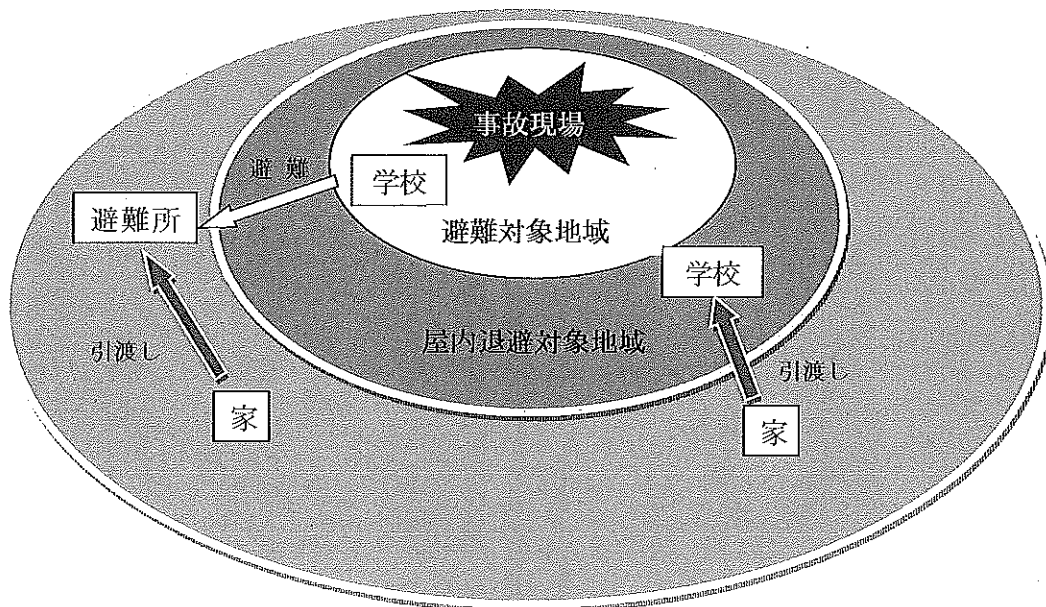 事故現場
避難
学校
避難所
避難対象地域
学校
屋内退避対象地域
引渡し
引渡し
家
家